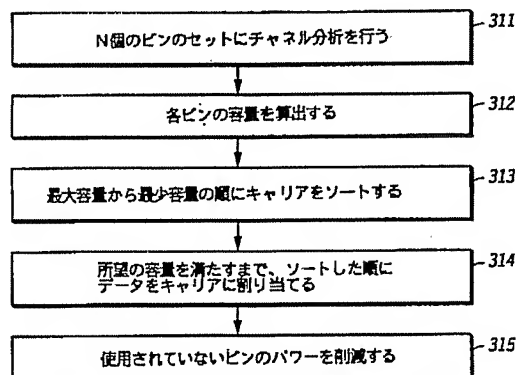 N個のビンのセットにチャネル分析を行う
311
各ビンの容量を算出する
312
最大容量から最少容量の順にキャリアをソートする
313
所望の容量を満たすまで、ソートした順に
データをキャリアに割り当てる
314
使用されていないビンのパワーを削減する
315